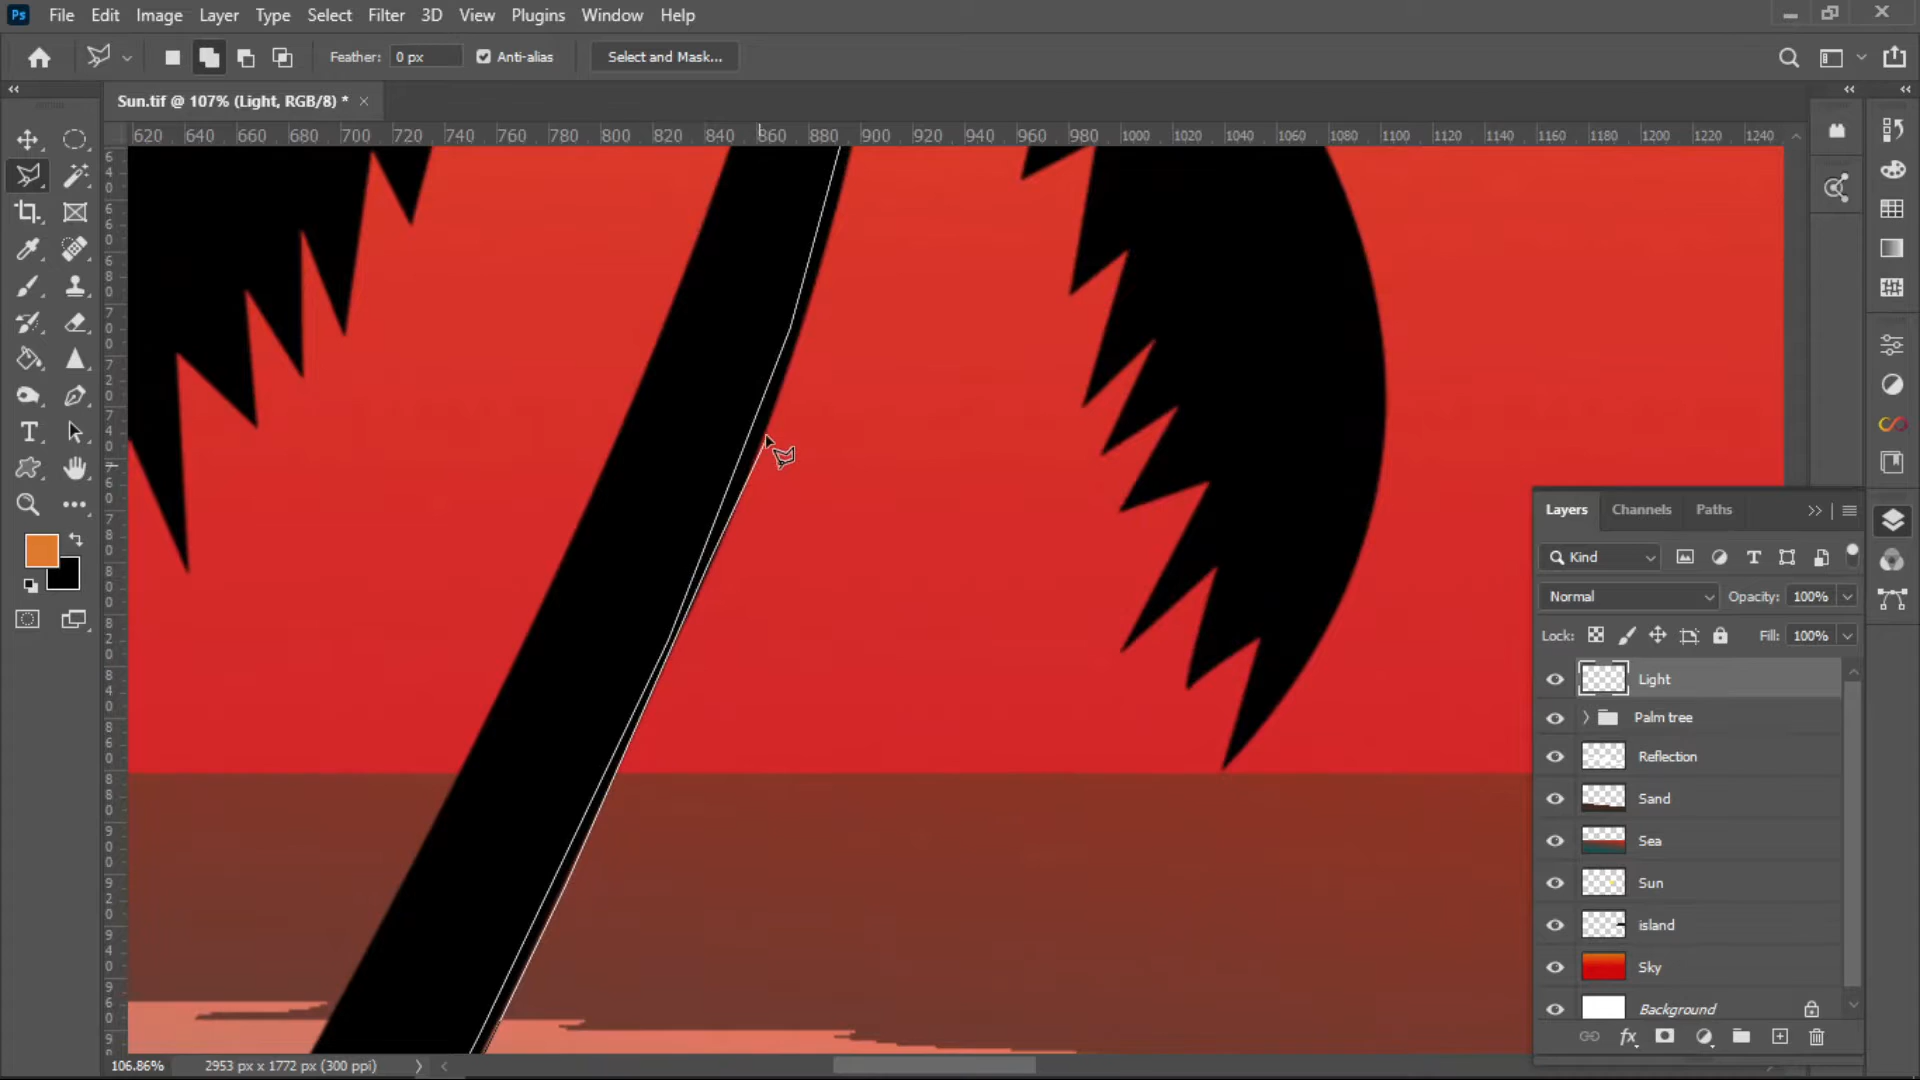 Ps File Edit Image Layer Type Select Filter 3D View Plugins Window Help
Feather: 0 px Anti-alias Select and Mask...
Sun.tif @ 107% (Light, RGB/8) * ×
620 640 660 680 700 720 740 760 780 800 820 840 860 880 900 920 940 960 980 1000 1020 1040 1060 1080 1100 1120 1140 1160 1180 1200 1220 1240
Layers Channels Paths
Kind
Normal Opacity: 100%
Lock: Fill: 100%
Light
Palm tree
Reflection
Sand
Sea
Sun
island
Sky
Background
fx
106.86% 2953 px x 1772 px (300 ppi)